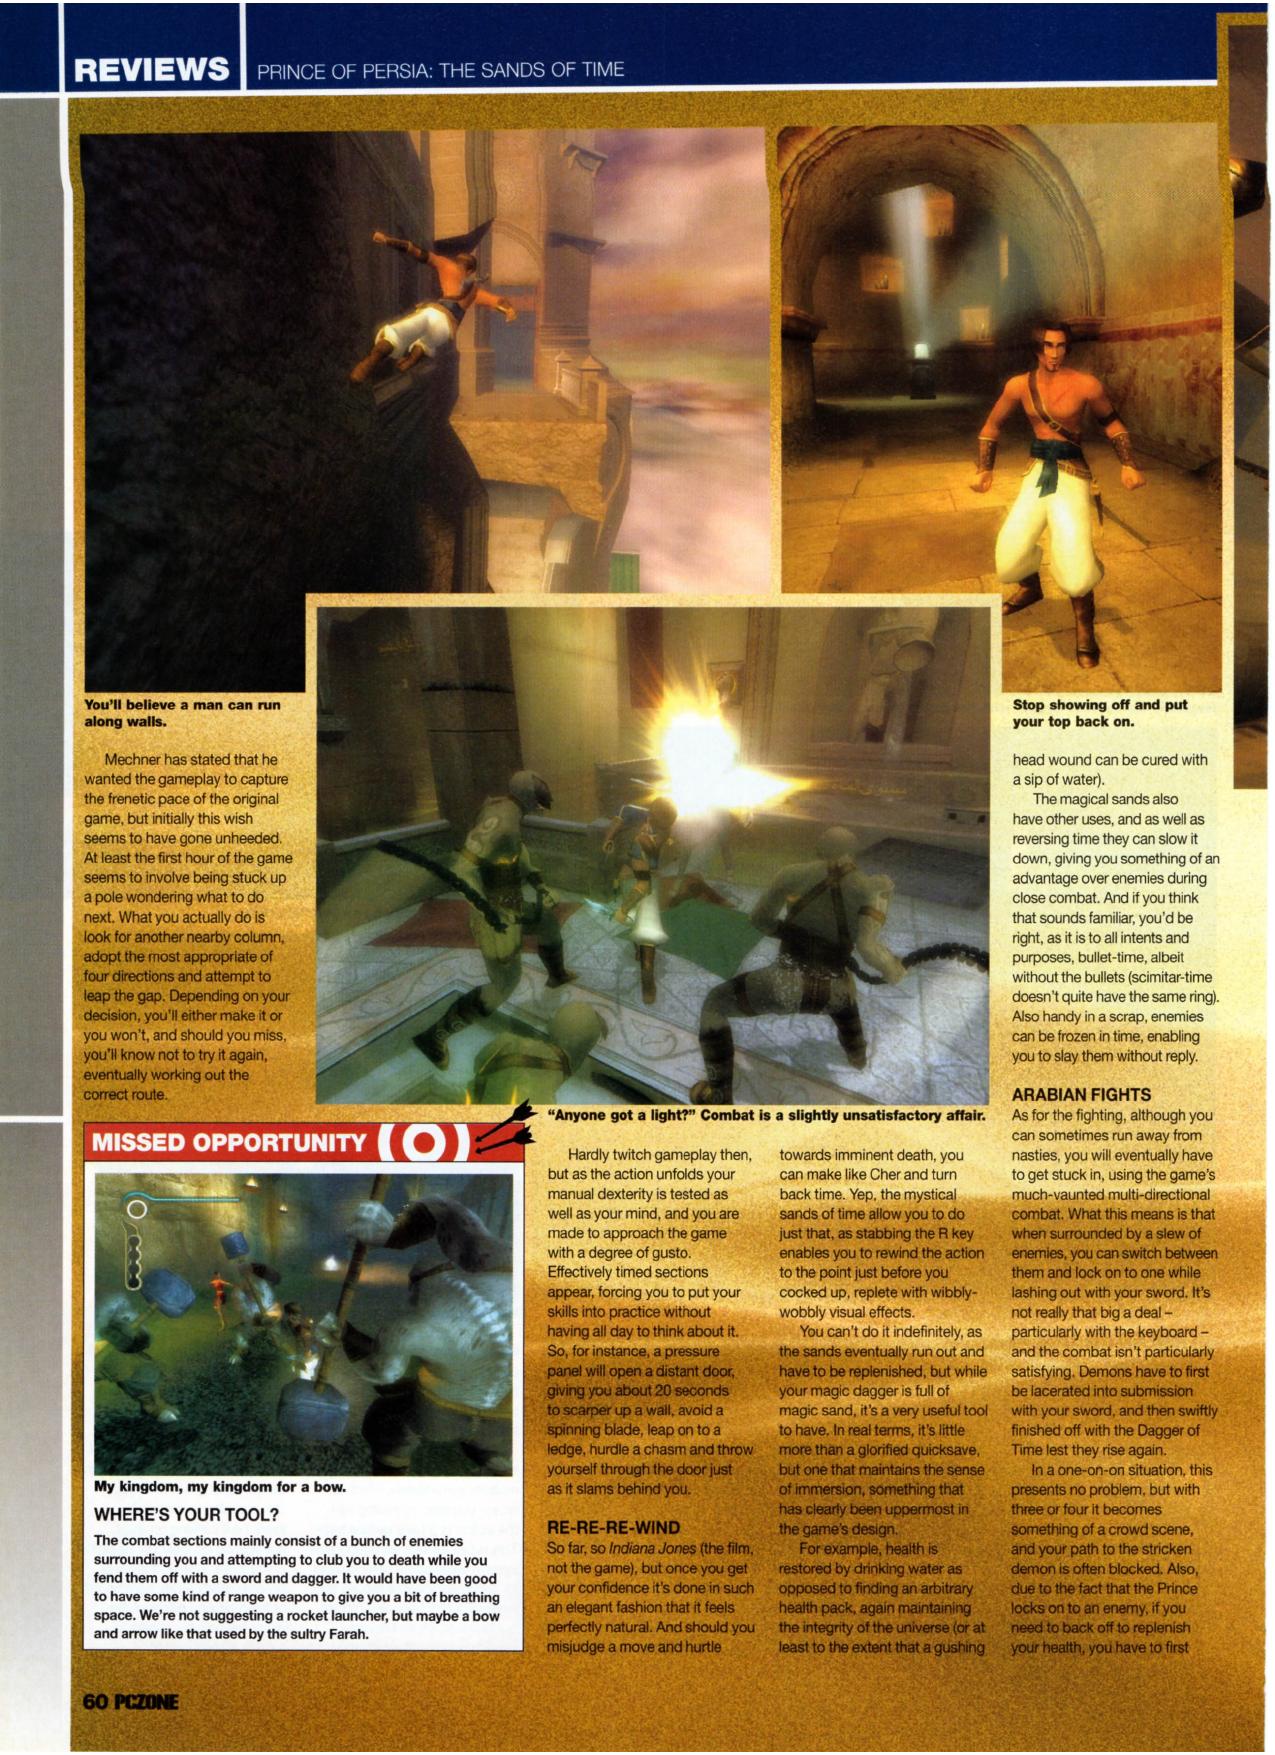 REVIEWS
PRINCE OF PERSIA: THE SANDS OF TIME
You'll believe a man can run
along walls.
Mechner has stated that he
wanted the gameplay to capture
the frenetic pace of the original
game, but initially this wish
seems to have gone unheeded.
At least the first hour of the game
seems to involve being stuck up
a pole wondering what to do
next. What you actually do is
look for another nearby column,
adopt the most appropriate of
four directions and attempt to
leap the gap. Depending on your
decision, you'll either make it or
you won't, and should you miss,
you'll know not to try it again,
eventually working out the
correct route.
MISSED OPPORTUNITY
My kingdom, my kingdom for a bow.
WHERE'S YOUR TOOL?
The combat sections mainly consist of a bunch of enemies
surrounding you and attempting to club you to death while you
fend them off with a sword and dagger. It would have been good
to have some kind of range weapon to give you a bit of breathing
space. We're not suggesting a rocket launcher, but maybe a bow
and arrow like that used by the sultry Farah.
"Anyone got a light?" Combat is a slightly unsatisfactory affair.
Hardly twitch gameplay then,
but as the action unfolds your
manual dexterity is tested as
well as your mind, and you are
made to approach the game
with a degree of gusto.
Effectively timed sections
appear, forcing you to put your
skills into practice without
having all day to think about it.
So, for instance, a pressure
panel will open a distant door,
giving you about 20 seconds
to scarper up a wall, avoid a
spinning blade, leap on to a
ledge, hurdle a chasm and throw
yourself through the door just
as it slams behind you.
RE-RE-RE-WIND
So far, so Indiana Jones (the film,
not the game), but once you get
your confidence it's done in such
an elegant fashion that it feels
perfectly natural. And should you
misjudge a move and hurtle
towards imminent death, you
can make like Cher and turn
back time. Yep, the mystical
sands of time allow you to do
just that, as stabbing the R key
enables you to rewind the action
to the point just before you
cocked up, replete with wibbly-
wobbly visual effects.
You can't do it indefinitely, as
the sands eventually run out and
have to be replenished, but while
your magic dagger is full of
magic sand, it's a very useful tool
to have. In real terms, it's little
more than a glorified quicksave,
but one that maintains the sense
of immersion, something that
has clearly been uppermost in
the game's design.
For example, health is
restored by drinking water as
opposed to finding an arbitrary
health pack, again maintaining
the integrity of the universe (or at
least to the extent that a gushing
Stop showing off and put
your top back on.
head wound can be cured with
a sip of water).
The magical sands also
have other uses, and as well as
reversing time they can slow it
down, giving you something of an
advantage over enemies during
close combat. And if you think
that sounds familiar, you'd be
right, as it is to all intents and
purposes, bullet-time, albeit
without the bullets (scimitar-time
doesn't quite have the same ring).
Also handy in a scrap, enemies
can be frozen in time, enabling
you to slay them without reply.
ARABIAN FIGHTS
As for the fighting, although you
can sometimes run away from
nasties, you will eventually have
to get stuck in, using the game's
much-vaunted multi-directional
combat. What this means is that
when surrounded by a slew of
enemies, you can switch between
them and lock on to one while
lashing out with your sword. It's
not really that big a deal –
particularly with the keyboard –
and the combat isn't particularly
satisfying. Demons have to first
be lacerated into submission
with your sword, and then swiftly
finished off with the Dagger of
Time lest they rise again.
In a one-on-on situation, this
presents no problem, but with
three or four it becomes
something of a crowd scene,
and your path to the stricken
demon is often blocked. Also,
due to the fact that the Prince
locks on to an enemy, if you
need to back off to replenish
your health, you have to first
60 PCZONE